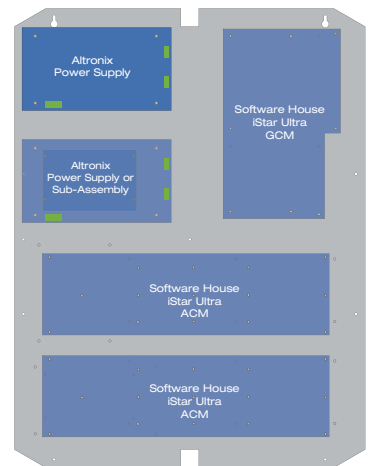 Altronix
Power Supply
Software House
iStar Ultra
GCM
Altronix
Power Supply or
Sub-Assembly
Software House
iStar Ultra
ACM
Software House
iStar Ultra
ACM